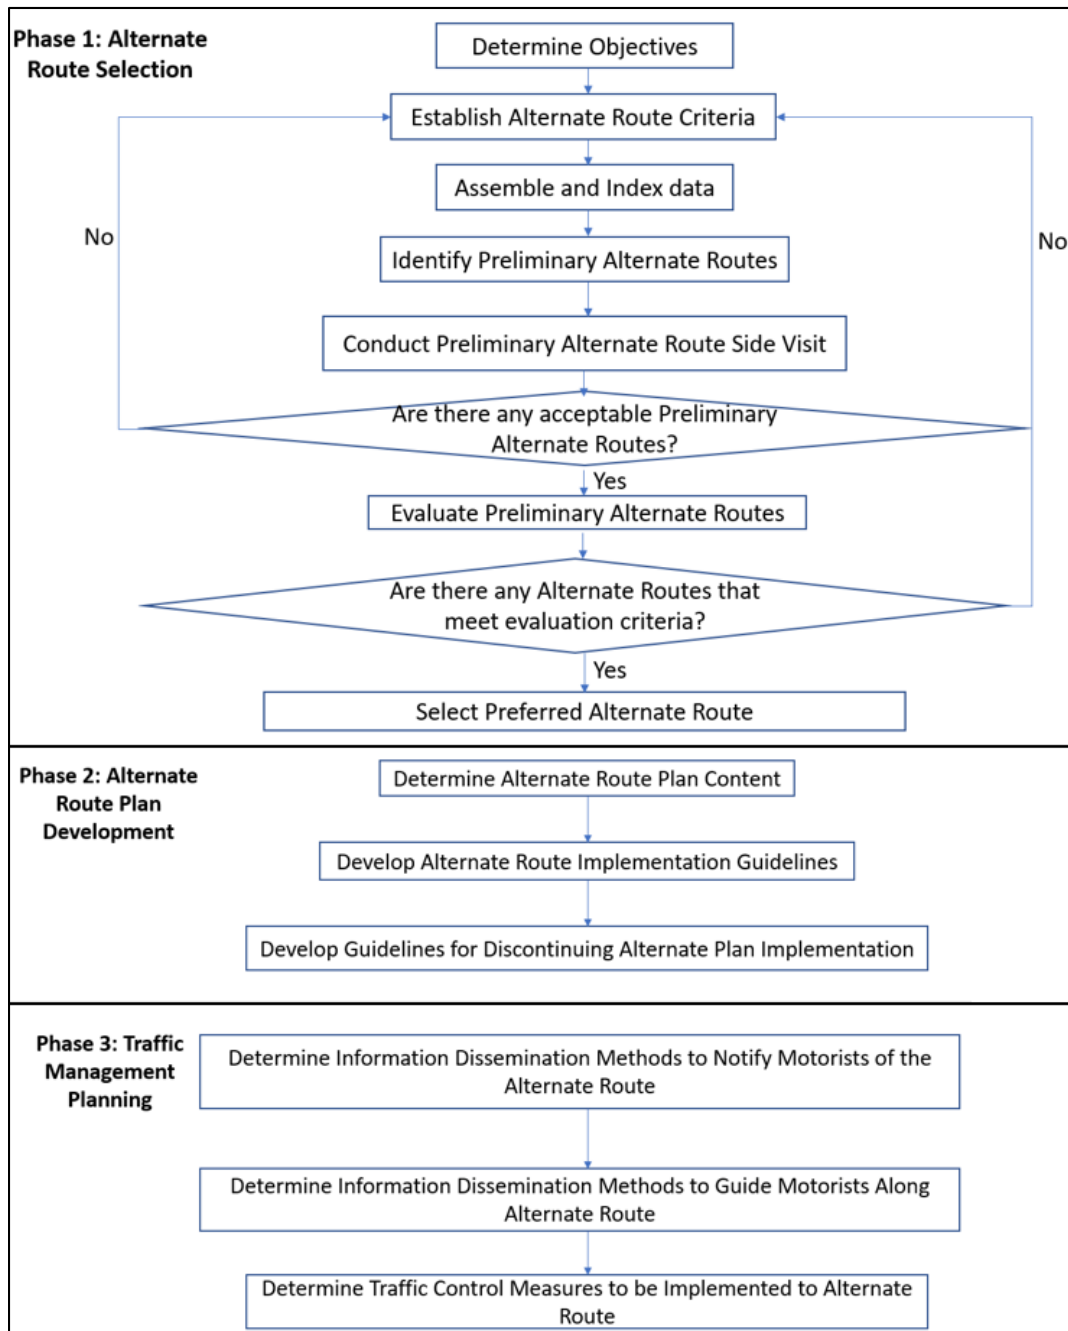 Phase 1: Alternate
Route Selection
Determine Objectives
Establish Alternate Route Criteria
Assemble and Index data
No
No
Identify Preliminary Alternate Routes
Conduct Preliminary Alternate Route Side Visit
Are there any acceptable Preliminary
Alternate Routes?
Yes
Evaluate Preliminary Alternate Routes
Are there any Alternate Routes that
meet evaluation criteria?
Yes
Select Preferred Alternate Route
Phase 2: Alternate
Route Plan
Development
Determine Alternate Route Plan Content
Develop Alternate Route Implementation Guidelines
Develop Guidelines for Discontinuing Alternate Plan Implementation
Phase 3: Traffic
Management
Planning
Determine Information Dissemination Methods to Notify Motorists of the
Alternate Route
Determine Information Dissemination Methods to Guide Motorists Along
Alternate Route
Determine Traffic Control Measures to be Implemented to Alternate
Route